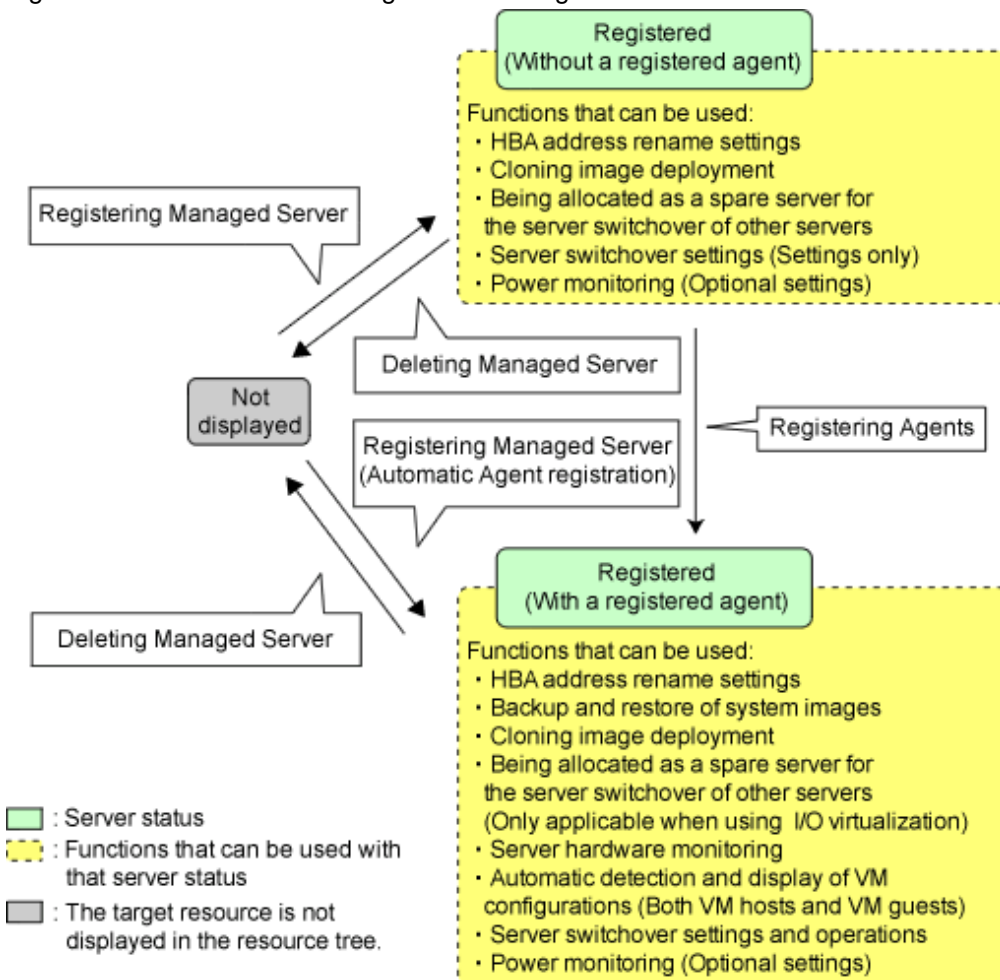 Registered
(Without a registered agent)
Functions that can be used:
・HBA address rename settings
・Cloning image deployment
・Being allocated as a spare server for
the server switchover of other servers
・Server switchover settings (Settings only)
・Power monitoring (Optional settings)
Registering Managed Server
Deleting Managed Server
Not
displayed
Registering Managed Server
(Automatic Agent registration)
Registering Agents
Deleting Managed Server
Registered
(With a registered agent)
Functions that can be used:
・HBA address rename settings
・Backup and restore of system images
・Cloning image deployment
・Being allocated as a spare server for
the server switchover of other servers
(Only applicable when using I/O virtualization)
・Server hardware monitoring
・Automatic detection and display of VM
configurations (Both VM hosts and VM guests)
・Server switchover settings and operations
・Power monitoring (Optional settings)
: Server status
: Functions that can be used with
that server status
: The target resource is not
displayed in the resource tree.